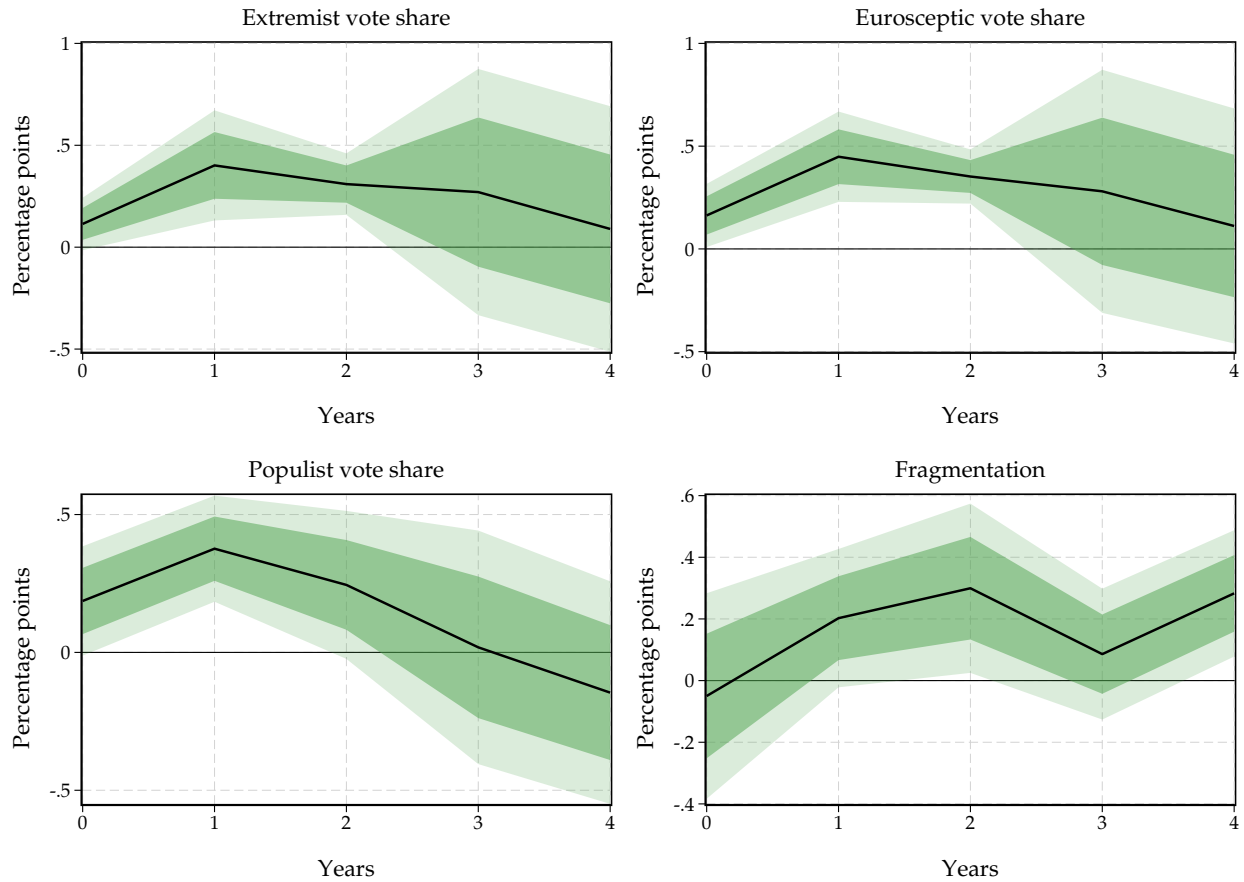 Extremist vote share
Percentage points
1
.5
0
-.5
0 1 2 3 4
Years
Eurosceptic vote share
Percentage points
1
.5
0
-.5
0 1 2 3 4
Years
Populist vote share
Percentage points
.5
0
-.5
0 1 2 3 4
Years
Fragmentation
Percentage points
.6
.4
.2
0
-.2
-.4
0 1 2 3 4
Years